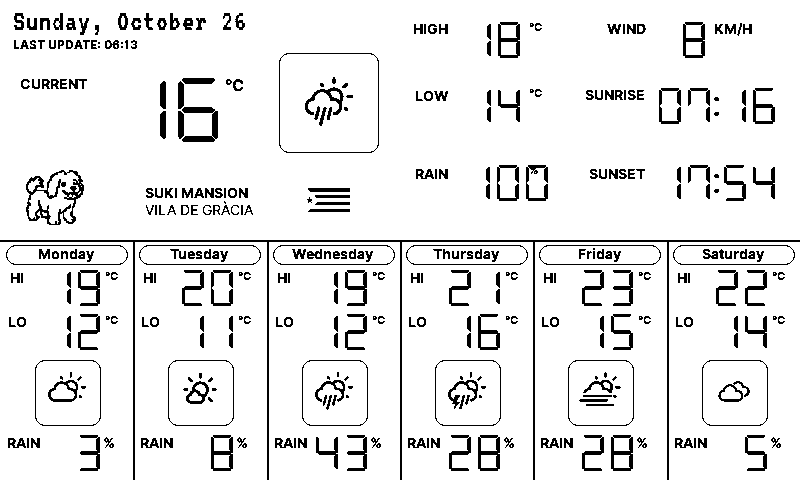 Sunday, October 26
LAST UPDATE: 06:13
CURRENT 16 °C
HIGH 18 °C
WIND 8 KM/H
LOW 14 °C
SUNRISE 07:16
RAIN 100 %
SUNSET 17:54
SUKI MANSION
VILA DE GRÀCIA
Monday
HI 19 °C
LO 12 °C
RAIN 3 %
Tuesday
HI 20 °C
LO 11 °C
RAIN 8 %
Wednesday
HI 19 °C
LO 12 °C
RAIN 43 %
Thursday
HI 21 °C
LO 16 °C
RAIN 28 %
Friday
HI 23 °C
LO 15 °C
RAIN 28 %
Saturday
HI 22 °C
LO 14 °C
RAIN 5 %